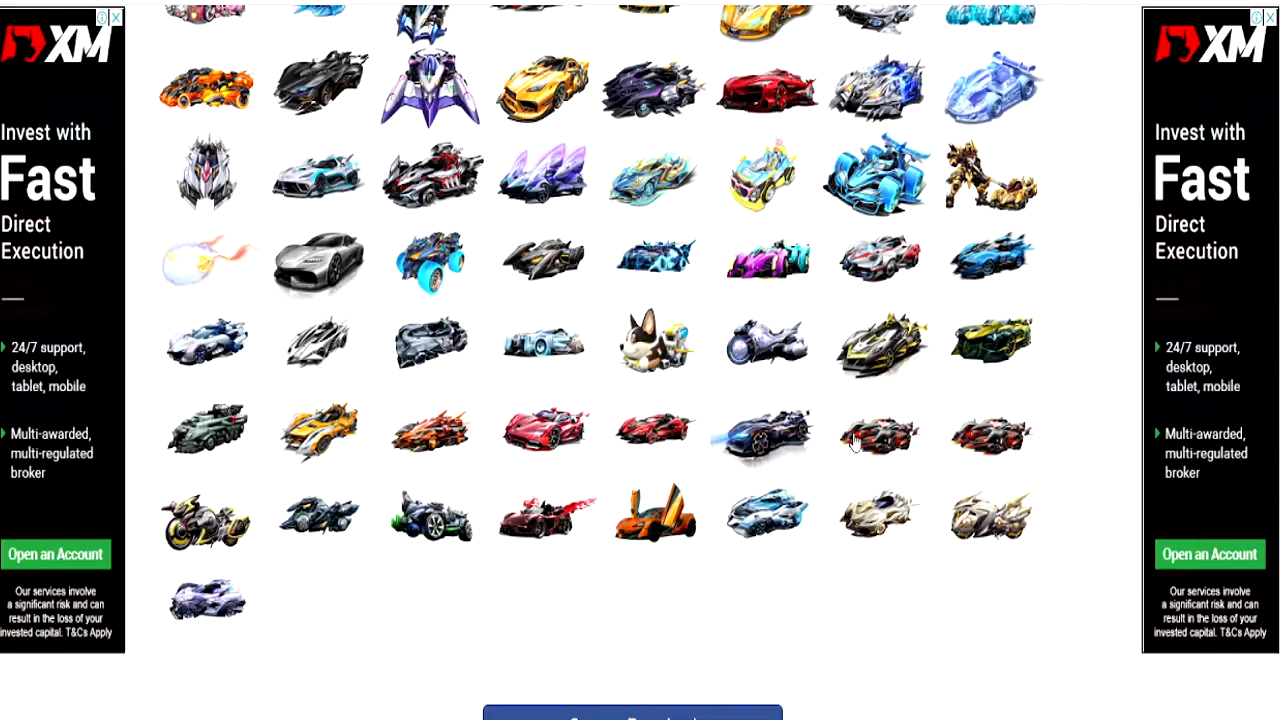 XM
Invest with
Fast
Direct
Execution
24/7 support,
desktop,
tablet, mobile
Multi-awarded,
multi-regulated
broker
Open an Account
Our services involve
a significant risk and can
result in the loss of your
invested capital. T&Cs Apply
XM
Invest with
Fast
Direct
Execution
24/7 support,
desktop,
tablet, mobile
Multi-awarded,
multi-regulated
broker
Open an Account
Our services involve
a significant risk and can
result in the loss of your
invested capital. T&Cs Apply